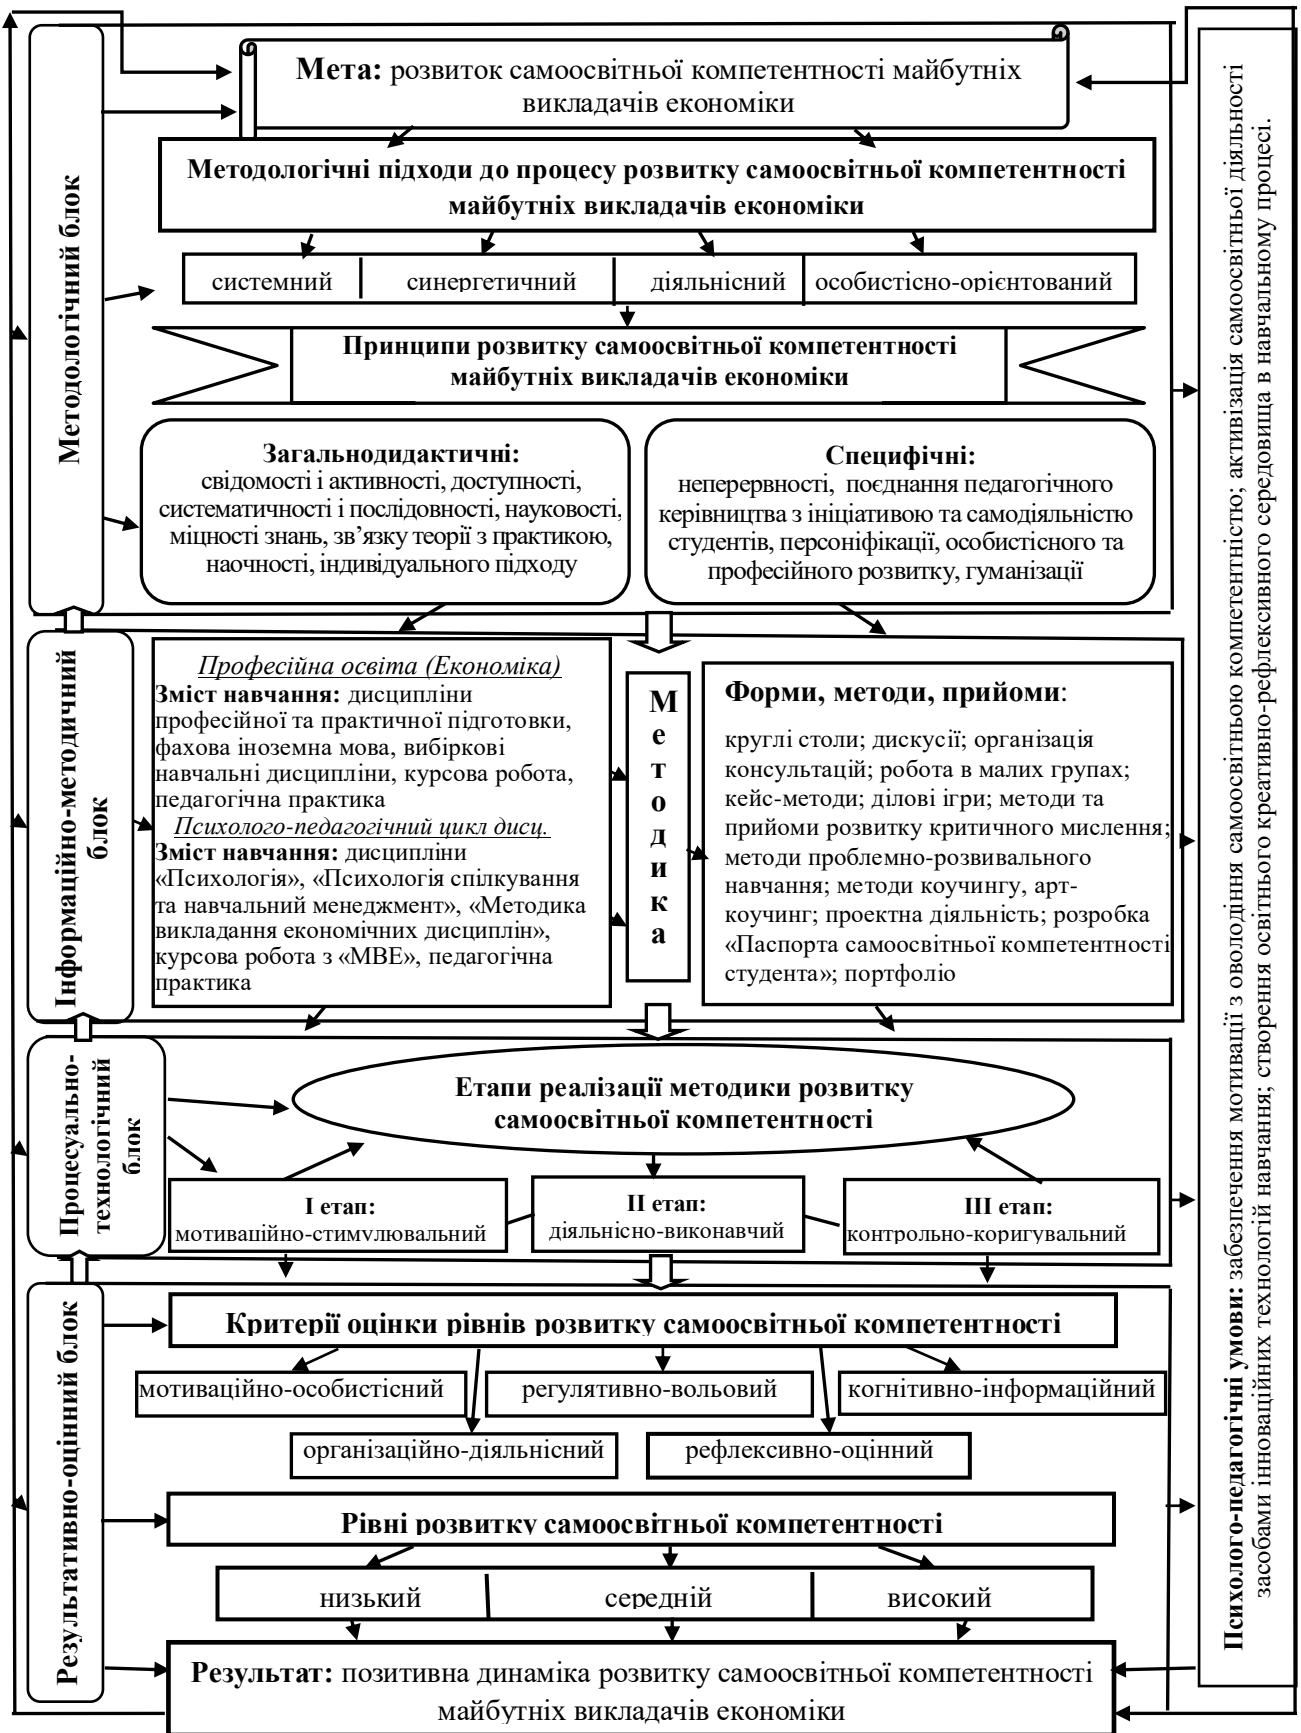 Мета: розвиток самоосвітньої компетентності майбутніх
викладачів економіки
Методологічний блок
Методологічні підходи до процесу розвитку самоосвітньої компетентності
майбутніх викладачів економіки
системний
синергетичний
діяльнісний
особистісно-орієнтований
Принципи розвитку самоосвітньої компетентності
майбутніх викладачів економіки
Загальнодидактичні:
свідомості і активності, доступності,
систематичності і послідовності, науковості,
міцності знань, зв’язку теорії з практикою,
наочності, індивідуального підходу
Специфічні:
неперервності, поєднання педагогічного
керівництва з ініціативою та самодіяльністю
студентів, персоніфікації, особистісного та
професійного розвитку, гуманізації
Інформаційно-методичний
блок
Професійна освіта (Економіка)
Зміст навчання: дисципліни
професійної та практичної підготовки,
фахова іноземна мова, вибіркові
навчальні дисципліни, курсова робота,
педагогічна практика
Психолого-педагогічний цикл дисц.
Зміст навчання: дисципліни
«Психологія», «Психологія спілкування
та навчальний менеджмент», «Методика
викладання економічних дисциплін»,
курсова робота з «МВЕ», педагогічна
практика
Методика
Форми, методи, прийоми:
круглі столи; дискусії; організація
консультацій; робота в малих групах;
кейс-методи; ділові ігри; методи та
прийоми розвитку критичного мислення;
методи проблемно-розвивального
навчання; методи коучингу, арт-
коучинг; проектна діяльність; розробка
«Паспорта самоосвітної компетентності
студента»; портфоліо
Процесуально-
технологічний
блок
Етапи реалізації методики розвитку
самоосвітньої компетентності
І етап:
мотиваційно-стимулювальний
ІІ етап:
діяльнісно-виконавчий
ІІІ етап:
контрольно-коригувальний
Результативно-оцінний блок
Критерії оцінки рівнів розвитку самоосвітньої компетентності
мотиваційно-особистісний
регулятивно-вольовий
когнітивно-інформаційний
організаційно-діяльнісний
рефлексивно-оцінний
Рівні розвитку самоосвітньої компетентності
низький
середній
високий
Результат: позитивна динаміка розвитку самоосвітньої компетентності
майбутніх викладачів економіки
Психолого-педагогічні умови: забезпечення мотивації з оволодіння самоосвітньою компетентністю; активізація самоосвітньої діяльності
засобами інноваційних технологій навчання; створення освітнього креативно-рефлексивного середовища в навчальному процесі.